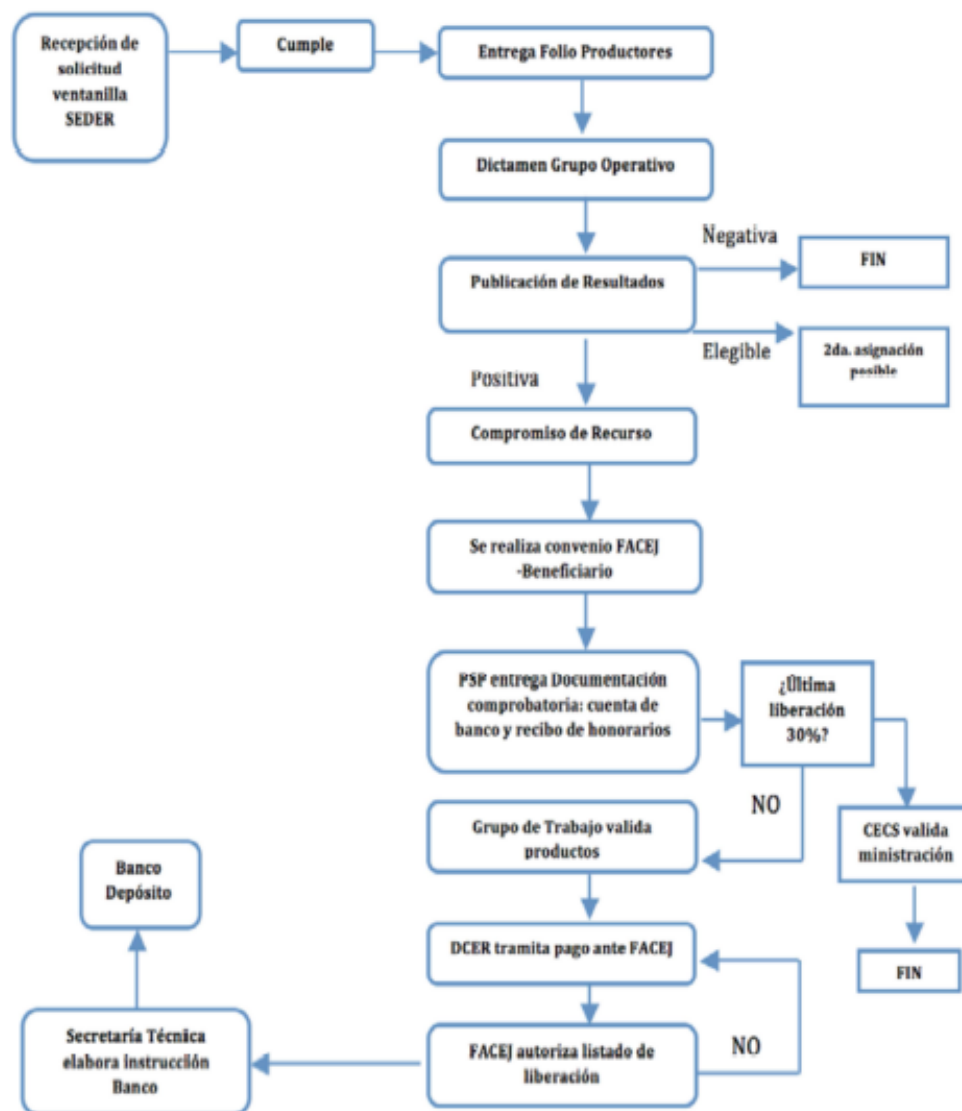 Recepción de
solicitud
ventanilla
SEDER
Cumple
Entrega Folio Productores
Dictamen Grupo Operativo
Publicación de Resultados
Negativa
FIN
Elegible
2da. asignación
posible
Positiva
Compromiso de Recurso
Se realiza convenio FACEJ
-Beneficiario
PSP entrega Documentación
comprobatoria: cuenta de
banco y recibo de honorarios
¿Última
liberación
30%?
NO
CECS valida
ministración
FIN
Grupo de Trabajo valida
productos
DCER tramita pago ante FACEJ
FACEJ autoriza listado de
liberación
NO
Secretaría Técnica
elabora instrucción
Banco
Banco
Depósito